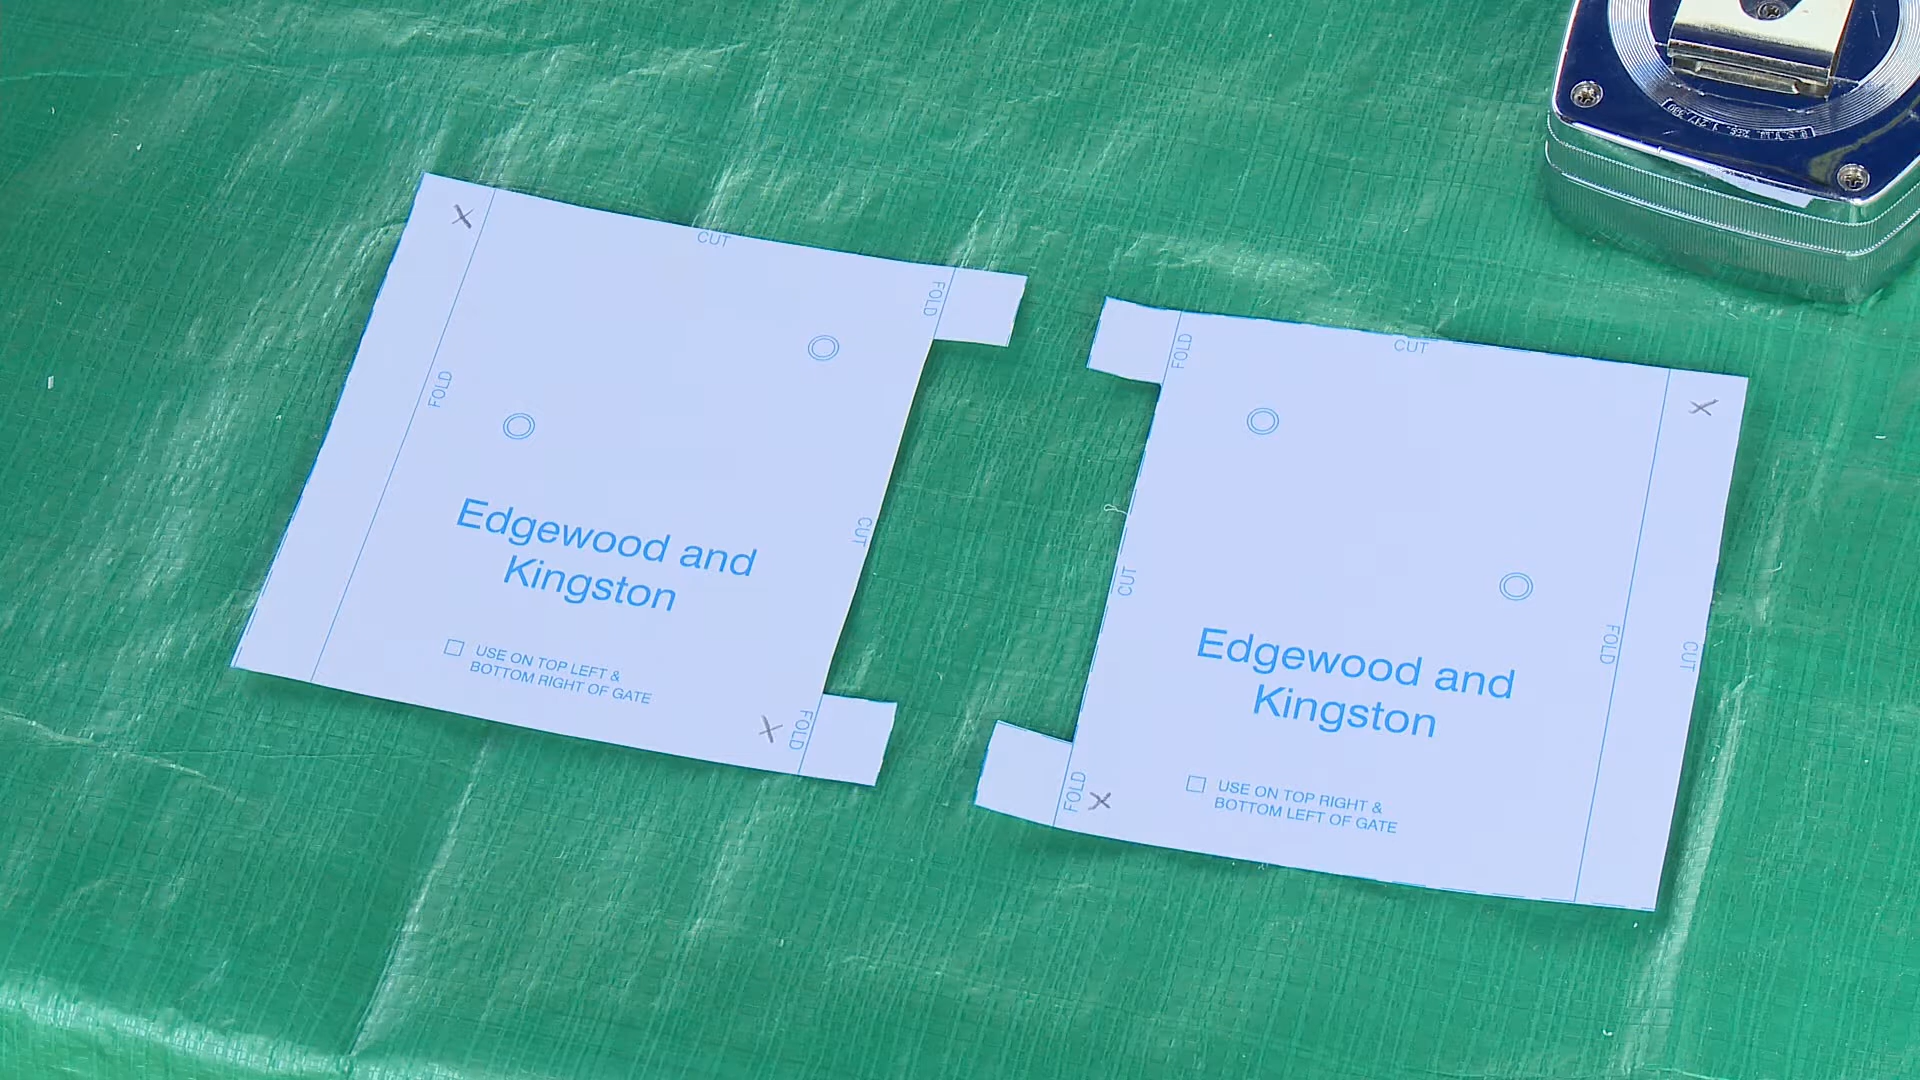 CUT
FOLD
FOLD
CUT
Edgewood and
Kingston
USE ON TOP LEFT &
BOTTOM RIGHT OF GATE
FOLD
CUT
FOLD
CUT
FOLD
CUT
Edgewood and
Kingston
USE ON TOP RIGHT &
BOTTOM LEFT OF GATE
FOLD